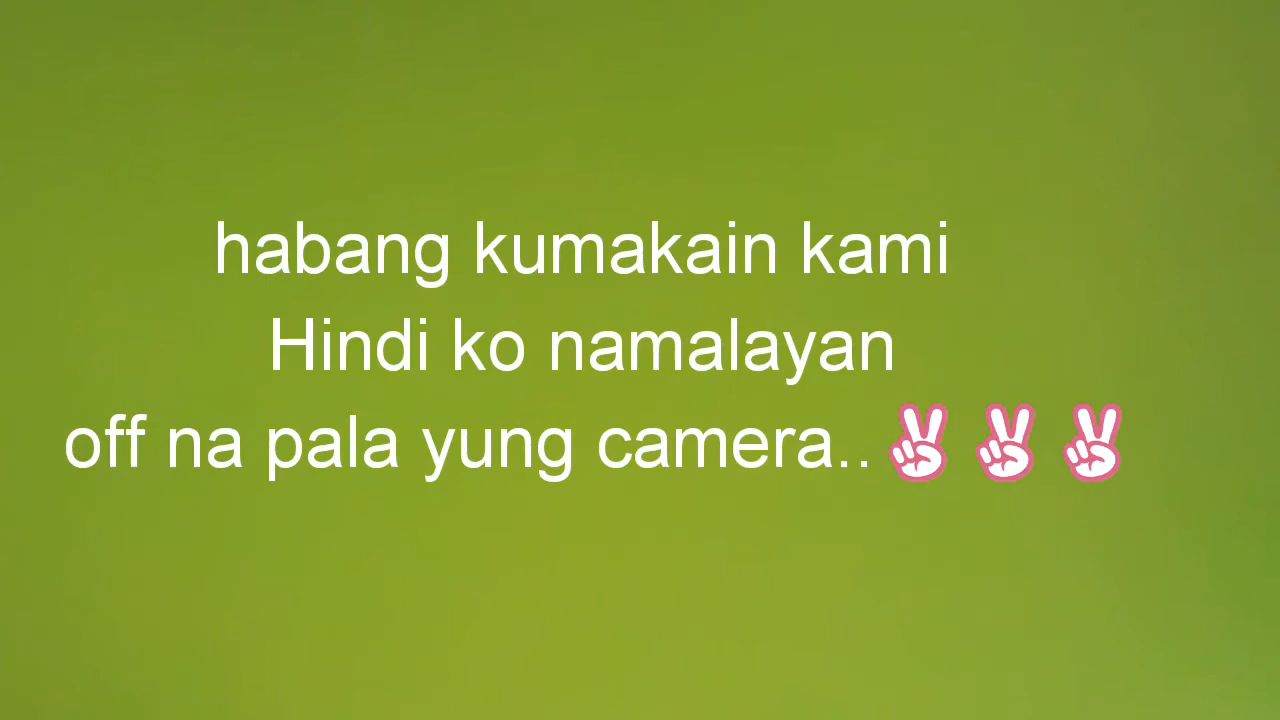 habang kumakain kami
Hindi ko namalayan
off na pala yung camera..✌✌✌